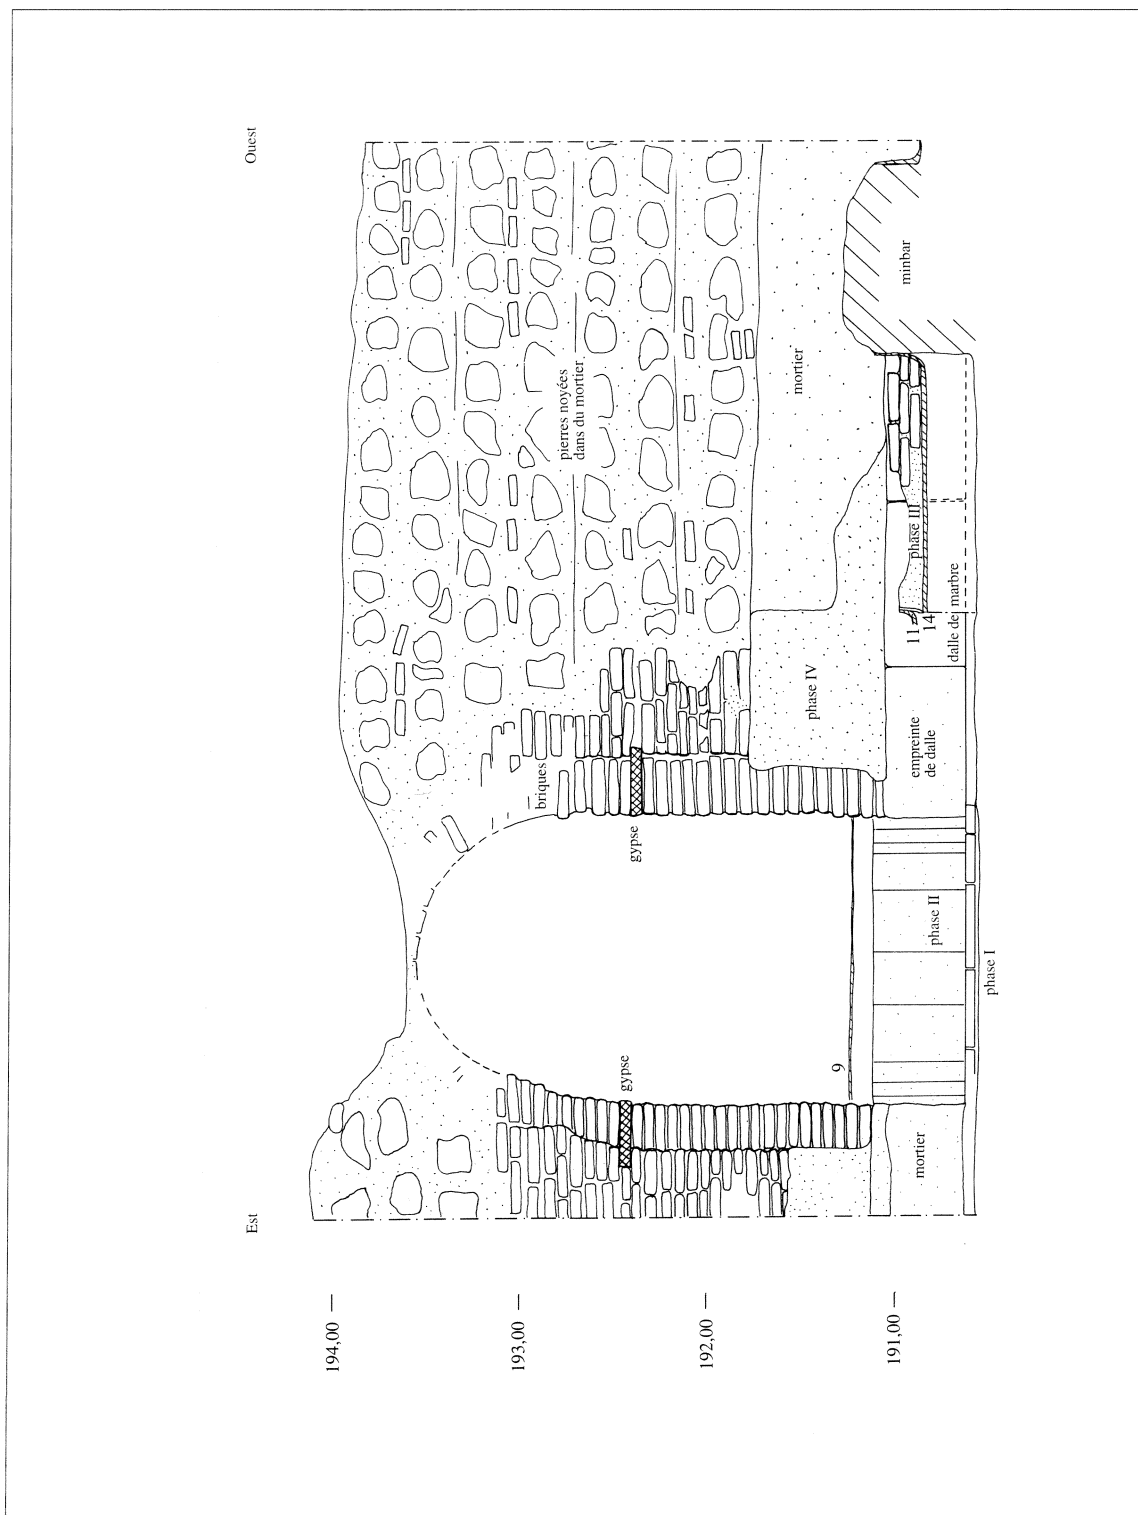 Est
Ouest
194,00
193,00
192,00
191,00
pierres noyées
dans du mortier
briques
gypse
gypse
mortier
minbar
phase IV
phase III
11
14
9
empreinte
de dalle
dalle de marbre
mortier
phase II
phase I